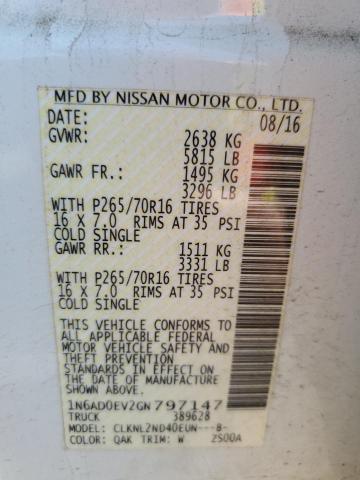 MFD BY NISSAN MOTOR CO., LTD.
DATE: 08/16
GVWR: 2638 KG
5815 LB
GAWR FR.: 1495 KG
3296 LB
WITH P265/70R16 TIRES
16 X 7.0 RIMS AT 35 PSI
COLD SINGLE
GAWR RR.: 1511 KG
3331 LB
WITH P265/70R16 TIRES
16 X 7.0 RIMS AT 35 PSI
COLD SINGLE
THIS VEHICLE CONFORMS TO
ALL APPLICABLE FEDERAL
MOTOR VEHICLE SAFETY AND
THEFT PREVENTION
STANDARDS IN EFFECT ON
THE DATE OF MANUFACTURE
SHOWN ABOVE.
1N6AD0EV2GN797147
TRUCK 389628
MODEL: CLKNL2ND40EUN---B-
COLOR: QAK TRIM: W 2S00A